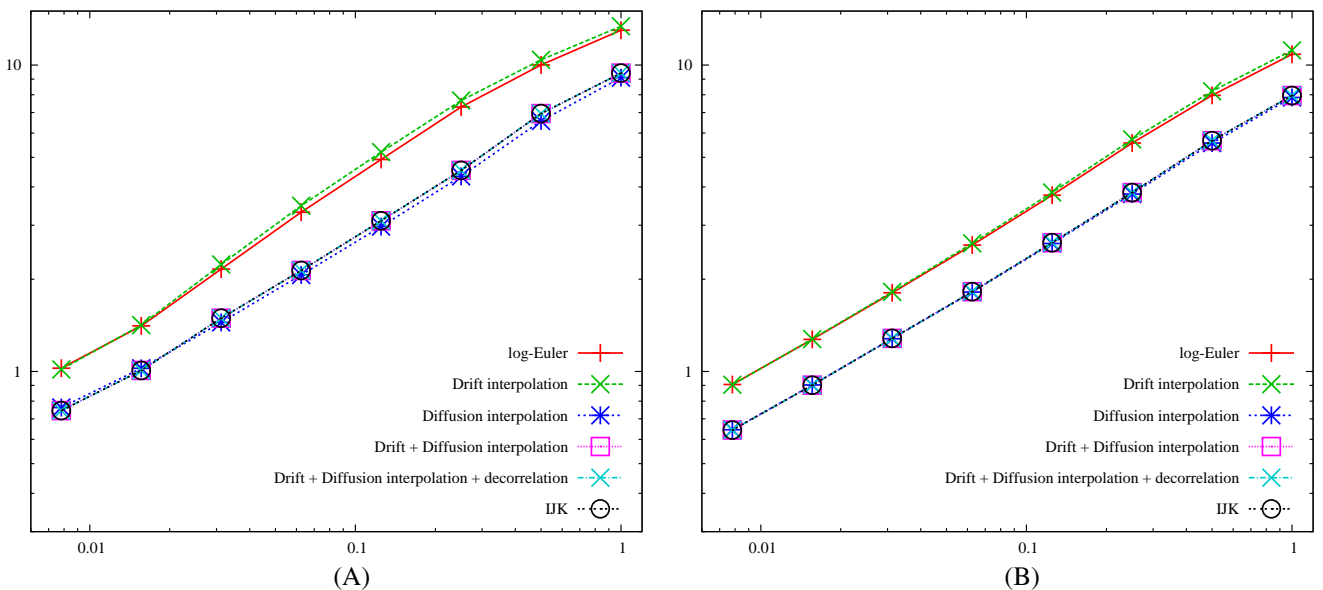 10
1
log-Euler
Drift interpolation
Diffusion interpolation
Drift + Diffusion interpolation
Drift + Diffusion interpolation + decorrelation
IJK
0.01
0.1
1
(A)
10
1
log-Euler
Drift interpolation
Diffusion interpolation
Drift + Diffusion interpolation
Drift + Diffusion interpolation + decorrelation
IJK
0.01
0.1
1
(B)